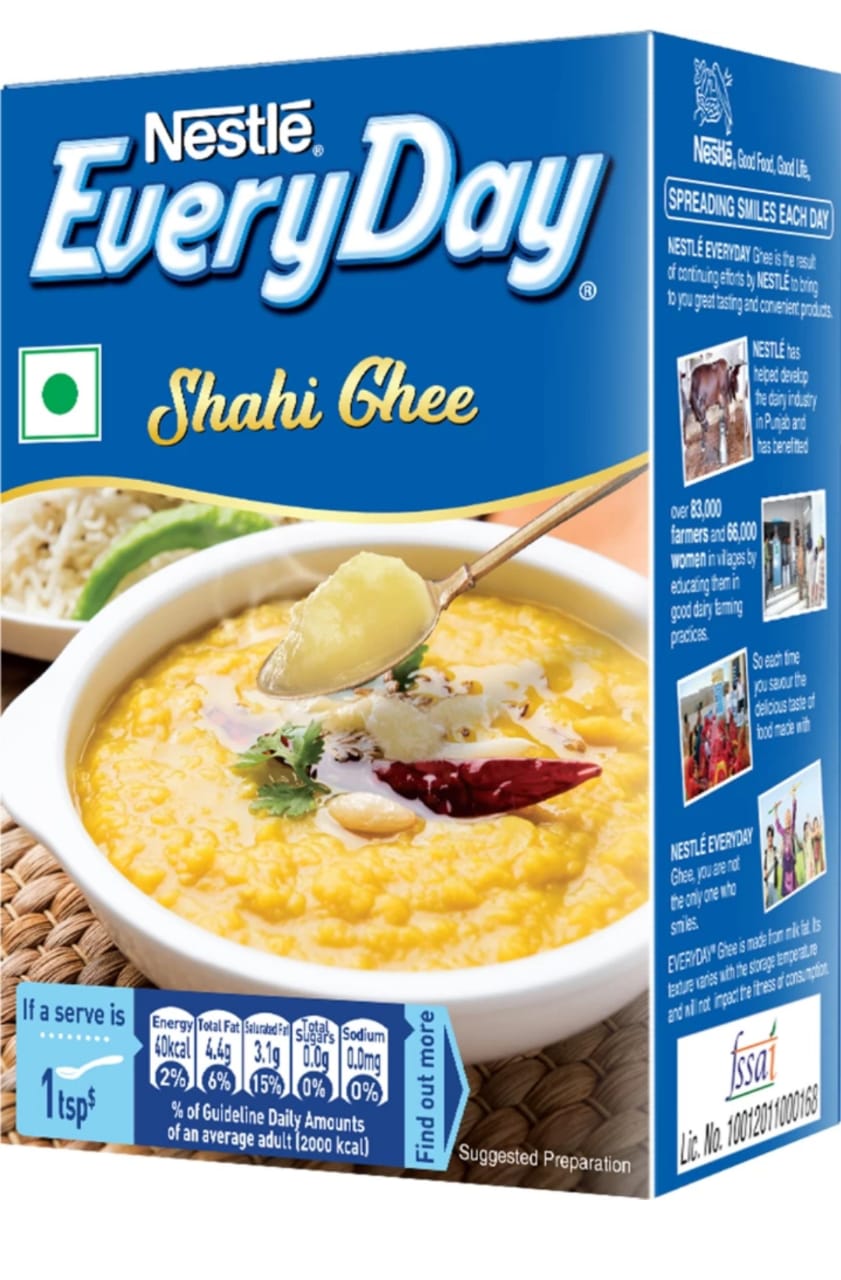 Nestlé®
EveryDay®
Shahi Ghee
If a serve is
1 tsp$
Energy
40kcal
2%
Total Fat
4.4g
6%
Saturated Fat
3.1g
15%
Total
Sugars
0.0g
0%
Sodium
0.0mg
0%
% of Guideline Daily Amounts
of an average adult (2000 kcal)
Find out more
Suggested Preparation
Nestlé® Good Food, Good Life®
SPREADING SMILES EACH DAY
NESTLÉ EVERYDAY Ghee is the result
of continuing efforts by NESTLÉ to bring
to you great tasting and convenient products.
NESTLÉ has
helped develop
the dairy industry
in Punjab and
has benefitted
over 83,000
farmers and 66,000
women in villages by
educating them in
good dairy farming
practices.
So each time
you savour the
delicious taste of
food made with
NESTLÉ EVERYDAY
Ghee, you are not
the only one who
smiles.
EVERYDAY® Ghee is made from milk fat. Its
texture varies with the storage temperature
and will not impact the fitness of consumption.
fssai
Lic. No. 10012011000168